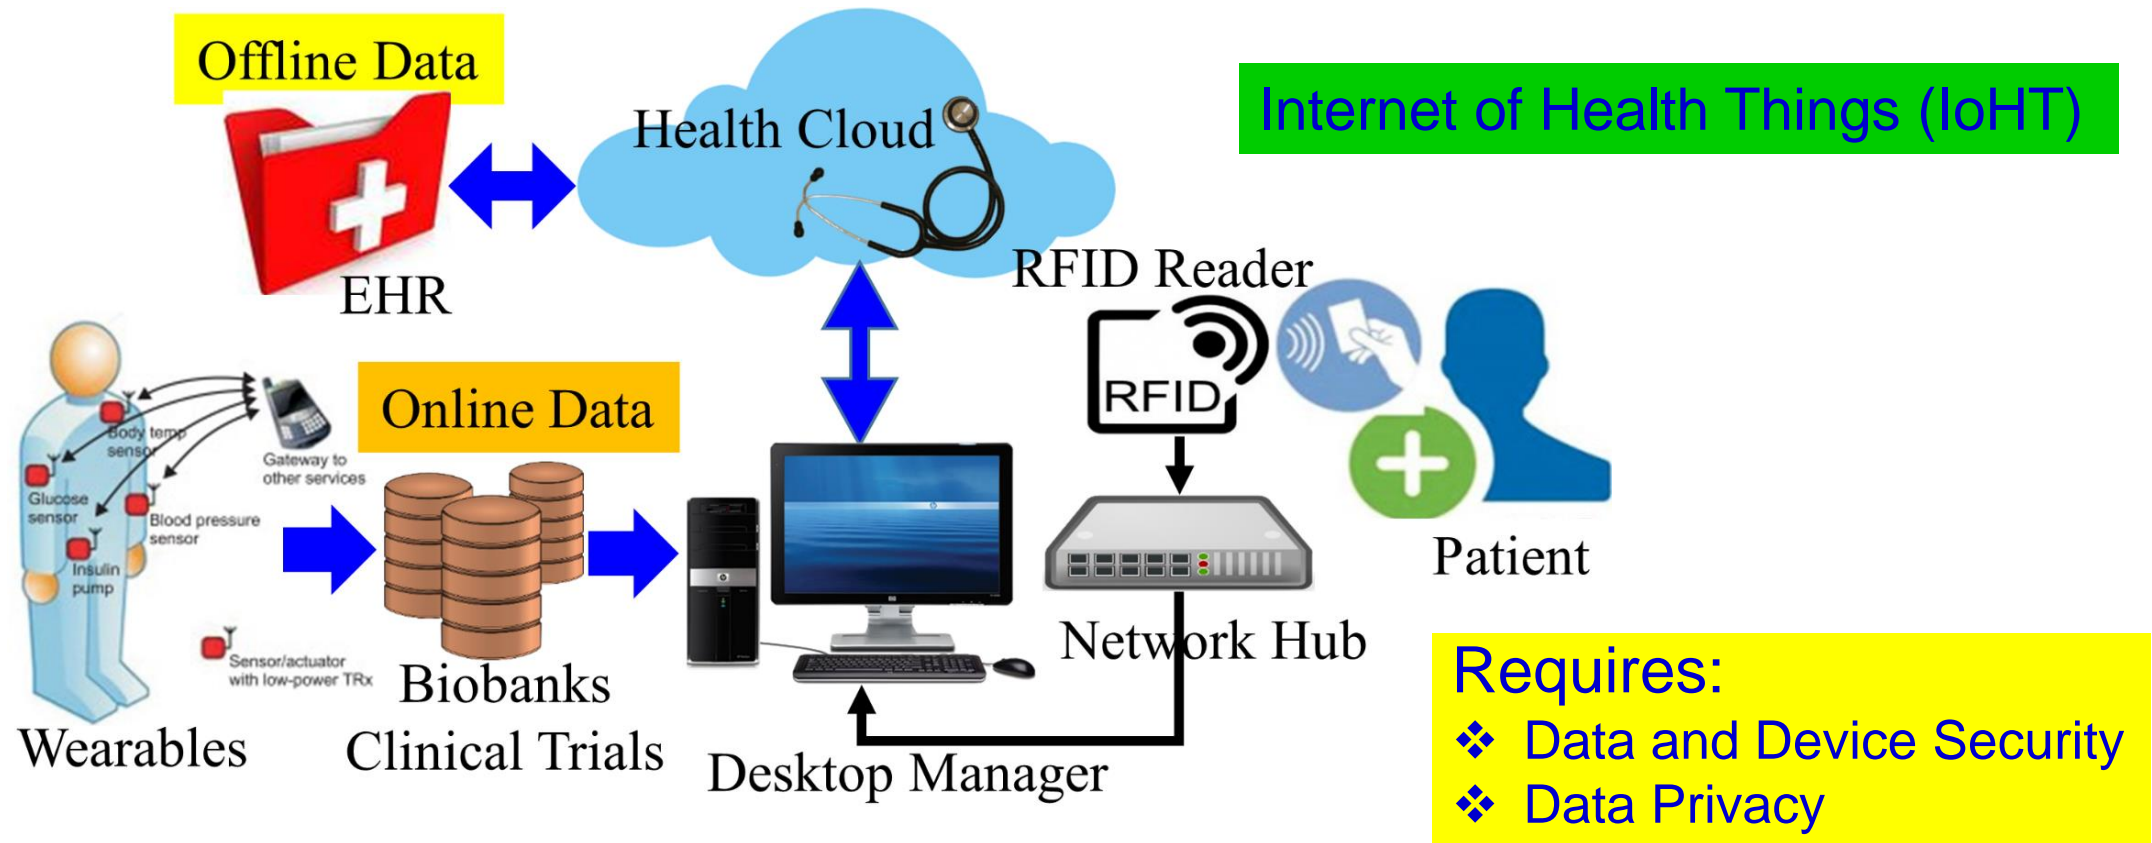 Offline Data
Health Cloud
Internet of Health Things (IoHT)
EHR
RFID Reader
RFID
Online Data
Body temp
sensor
Gateway to
other services
Glucose
sensor
Blood pressure
sensor
Insulin
pump
Sensor/actuator
with low-power TRx
Wearables
Biobanks
Clinical Trials
Desktop Manager
Network Hub
Patient
Requires:
❖ Data and Device Security
❖ Data Privacy